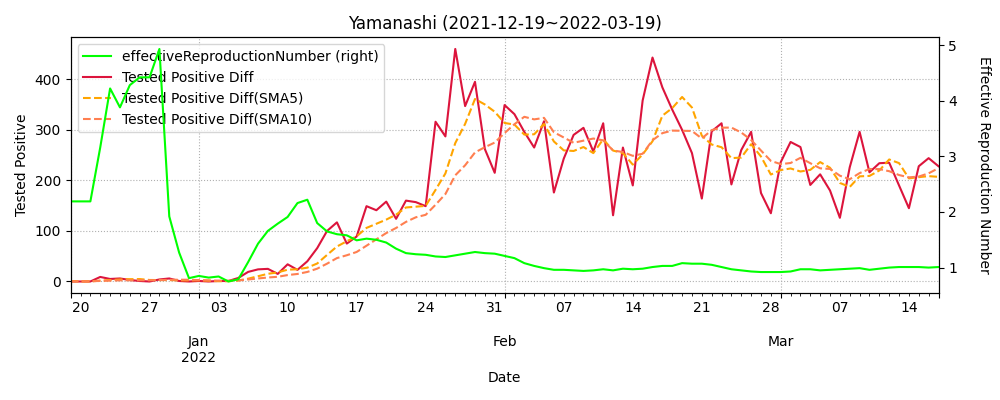 Yamanashi (2021-12-19~2022-03-19)
effectiveReproductionNumber (right)
Tested Positive Diff
Tested Positive Diff(SMA5)
Tested Positive Diff(SMA10)
Tested Positive
400
300
200
100
0
5
4
3
2
1
Effective Reproduction Number
20 27 03 10 17 24 31 07 14 21 28 07 14
Jan Feb Mar
2022
Date